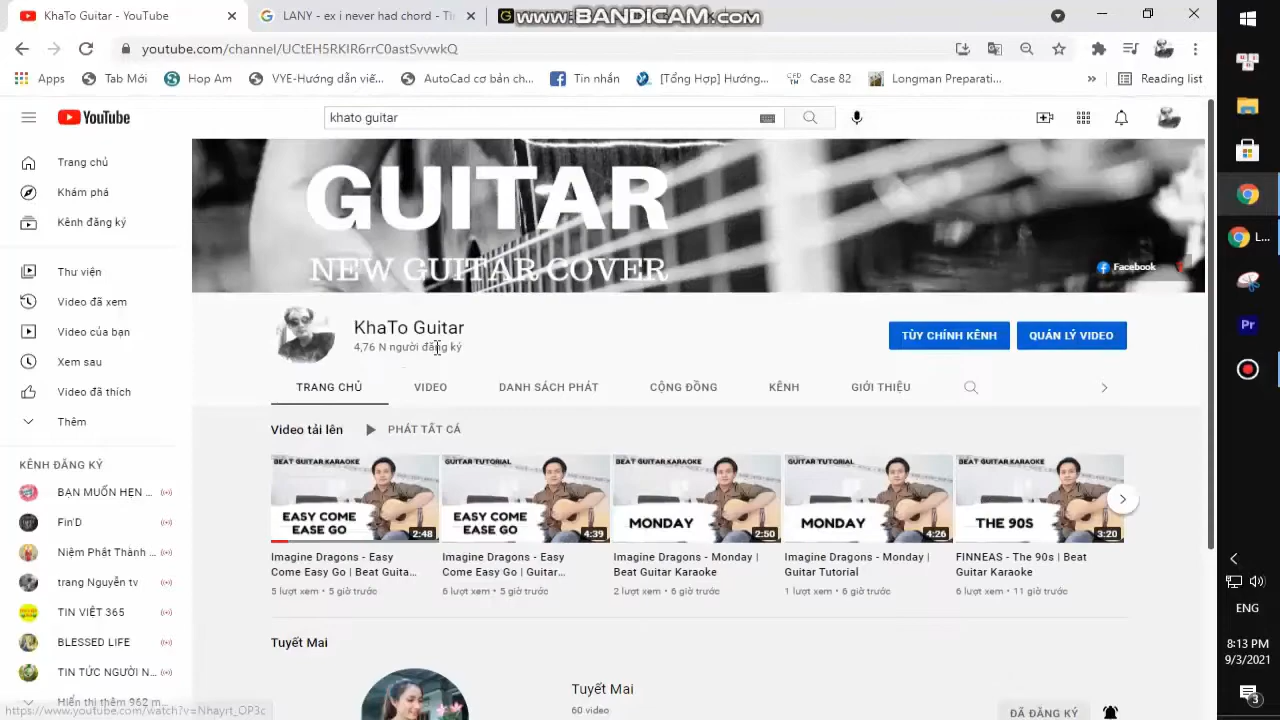 KhaTo Guitar - YouTube
LANY - ex i never had chord - Ti
www.BANDICAM.com
youtube.com/channel/UCtEH5RKIR6rrC0astSvvwkQ
Apps
Tab Mới
Hop Am
VYE-Hướng dẫn viế...
AutoCad cơ bản ch...
Tin nhắn
[Tổng Hợp] Hướng...
Case 82
Longman Preparati...
»
Reading list
YouTube
khato guitar
Trang chủ
Khám phá
Kênh đăng ký
Thư viện
Video đã xem
Video của bạn
Xem sau
Video đã thích
Thêm
KÊNH ĐĂNG KÝ
BẠN MUỐN HẸN ...
Fin'D
Niệm Phật Thành ...
trang Nguyễn tv
TIN VIỆT 365
BLESSED LIFE
TIN TỨC NGƯỜI N...
Hiển thị thêm 962 m...
https://www.youtube.com/watch?v=Nhayrt_OP3c
GUITAR
NEW GUITAR COVER
Facebook
KhaTo Guitar
4,76 N người đăng ký
TÙY CHỈNH KÊNH
QUẢN LÝ VIDEO
TRANG CHỦ
VIDEO
DANH SÁCH PHÁT
CỘNG ĐỒNG
KÊNH
GIỚI THIỆU
Video tải lên
PHÁT TẤT CẢ
BEAT GUITAR KARAOKE
EASY COME
EASE GO
2:48
Imagine Dragons - Easy
Come Easy Go | Beat Guita...
5 lượt xem • 5 giờ trước
GUITAR TUTORIAL
EASY COME
EASE GO
4:39
Imagine Dragons - Easy
Come Easy Go | Guitar...
6 lượt xem • 5 giờ trước
BEAT GUITAR KARAOKE
MONDAY
2:50
Imagine Dragons - Monday |
Beat Guitar Karaoke
2 lượt xem • 6 giờ trước
GUITAR TUTORIAL
MONDAY
4:26
Imagine Dragons - Monday |
Guitar Tutorial
1 lượt xem • 6 giờ trước
BEAT GUITAR KARAOKE
THE 90S
3:20
FINNEAS - The 90s | Beat
Guitar Karaoke
6 lượt xem • 11 giờ trước
Tuyết Mai
Tuyết Mai
60 video
ĐÃ ĐĂNG KÝ
L...
Pr
ENG
8:13 PM
9/3/2021
3